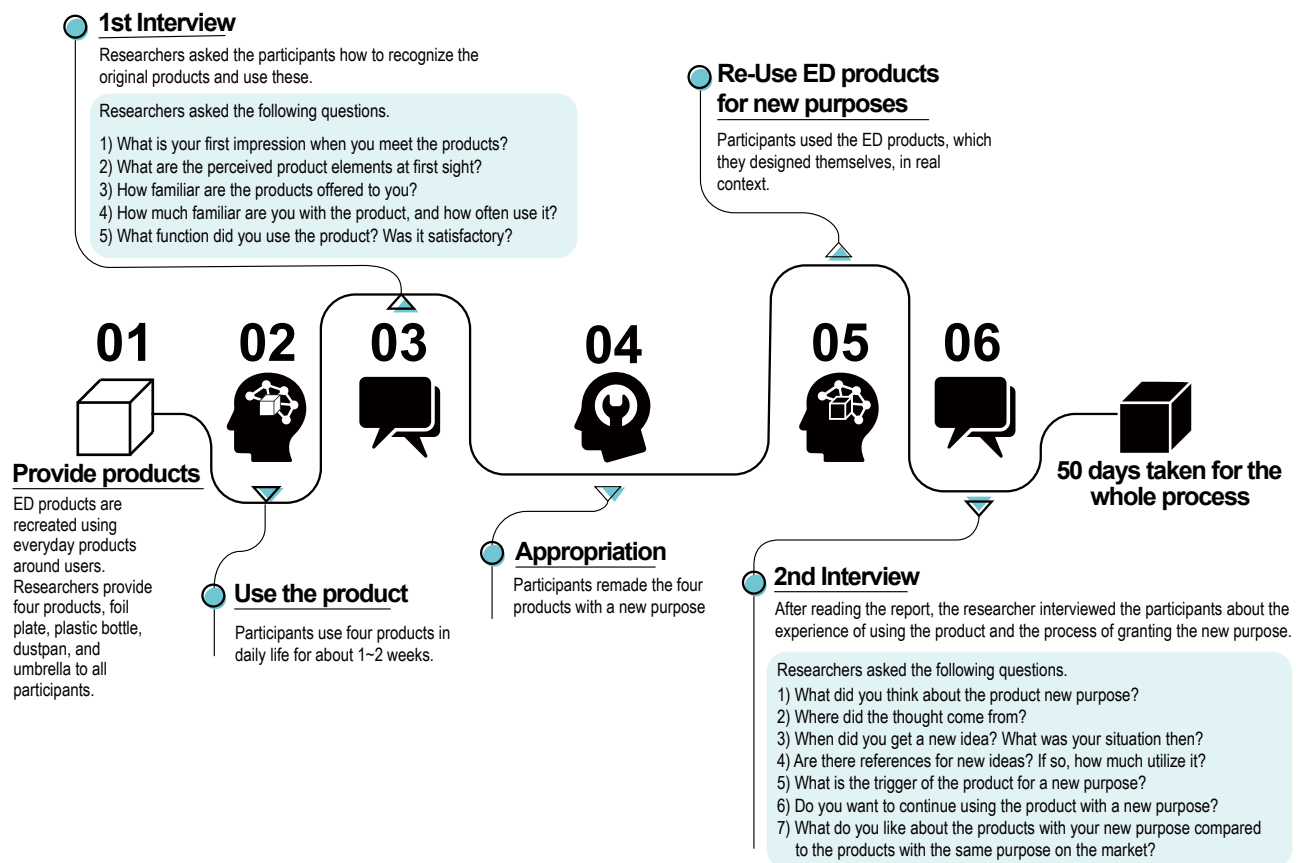 1st Interview
Researchers asked the participants how to recognize the
original products and use these.
Researchers asked the following questions.
1) What is your first impression when you meet the products?
2) What are the perceived product elements at first sight?
3) How familiar are the products offered to you?
4) How much familiar are you with the product, and how often use it?
5) What function did you use the product? Was it satisfactory?
Re-Use ED products
for new purposes
Participants used the ED products, which
they designed themselves, in real
context.
01
02
03
04
05
06
Provide products
ED products are
recreated using
everyday products
around users.
Researchers provide
four products, foil
plate, plastic bottle,
dustpan, and
umbrella to all
participants.
Use the product
Participants use four products in
daily life for about 1~2 weeks.
Appropriation
Participants remade the four
products with a new purpose
50 days taken for the
whole process
2nd Interview
After reading the report, the researcher interviewed the participants about the
experience of using the product and the process of granting the new purpose.
Researchers asked the following questions.
1) What did you think about the product new purpose?
2) Where did the thought come from?
3) When did you get a new idea? What was your situation then?
4) Are there references for new ideas? If so, how much utilize it?
5) What is the trigger of the product for a new purpose?
6) Do you want to continue using the product with a new purpose?
7) What do you like about the products with your new purpose compared
to the products with the same purpose on the market?